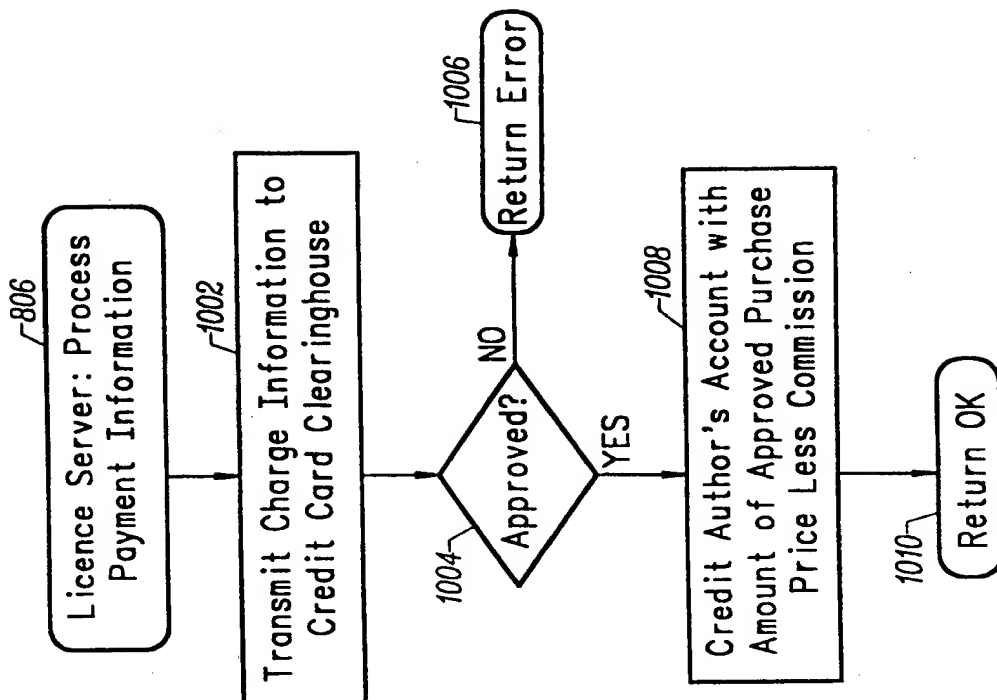 806
Licence Server: Process
Payment Information
1002
Transmit Charge Information to
Credit Card Clearinghouse
1004
Approved?
NO
1006
Return Error
YES
1008
Credit Author's Account with
Amount of Approved Purchase
Price Less Commission
1010
Return OK